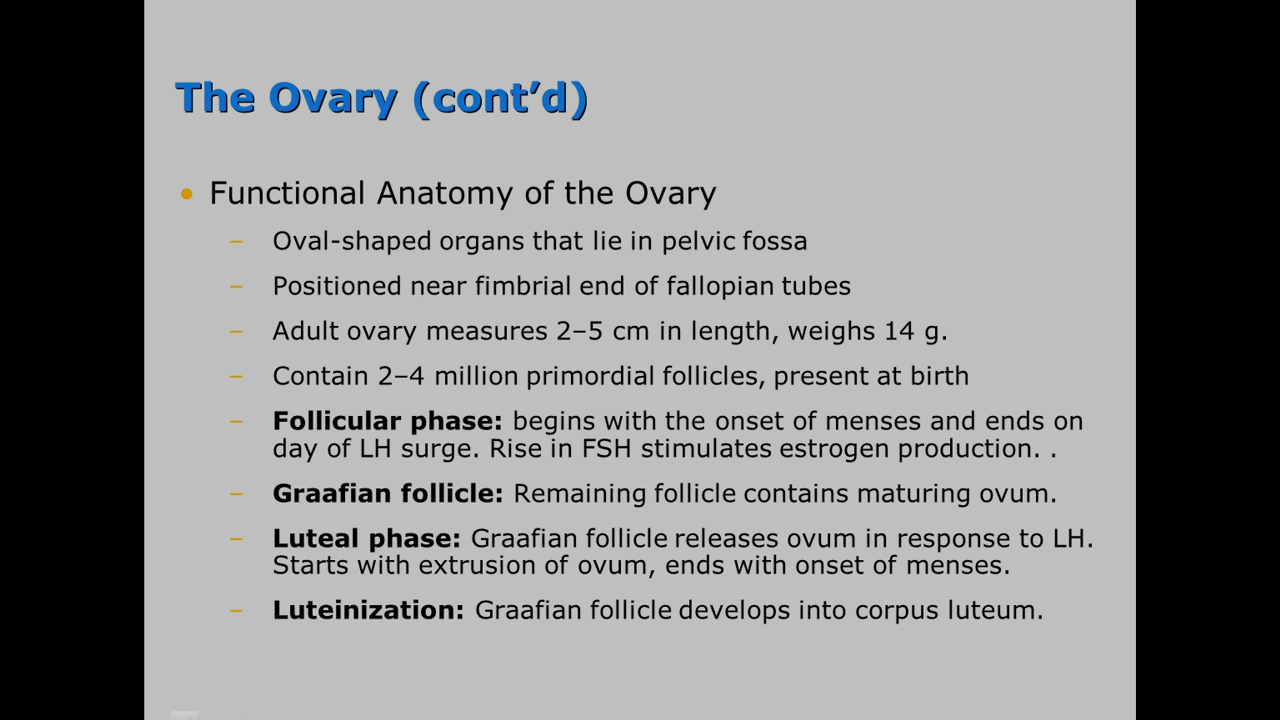 The Ovary (cont’d)
• Functional Anatomy of the Ovary
– Oval-shaped organs that lie in pelvic fossa
– Positioned near fimbrial end of fallopian tubes
– Adult ovary measures 2–5 cm in length, weighs 14 g.
– Contain 2–4 million primordial follicles, present at birth
– Follicular phase: begins with the onset of menses and ends on
day of LH surge. Rise in FSH stimulates estrogen production. .
– Graafian follicle: Remaining follicle contains maturing ovum.
– Luteal phase: Graafian follicle releases ovum in response to LH.
Starts with extrusion of ovum, ends with onset of menses.
– Luteinization: Graafian follicle develops into corpus luteum.